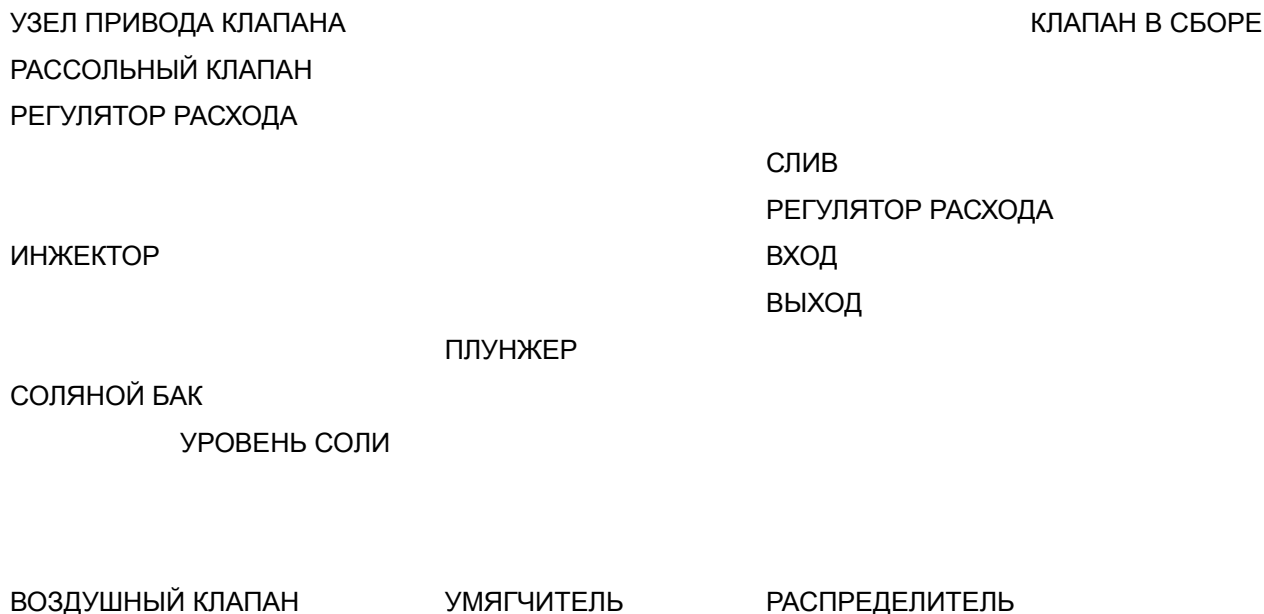 УЗЕЛ ПРИВОДА КЛАПАНА КЛАПАН В СБОРЕ
РАССОЛЬНЫЙ КЛАПАН
РЕГУЛЯТОР РАСХОДА
СЛИВ
РЕГУЛЯТОР РАСХОДА
ИНЖЕКТОР ВХОД
ВЫХОД
ПЛУНЖЕР
СОЛЯНОЙ БАК
УРОВЕНЬ СОЛИ
ВОЗДУШНЫЙ КЛАПАН УМЯГЧИТЕЛЬ РАСПРЕДЕЛИТЕЛЬ